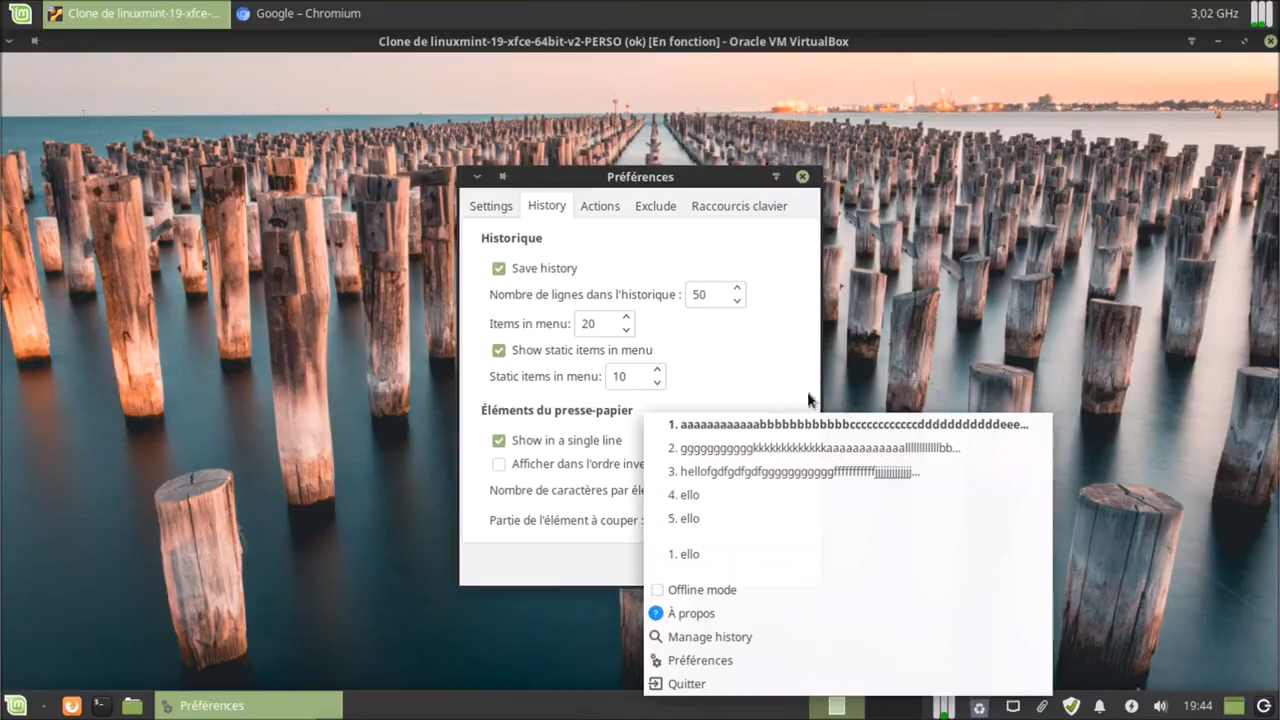 Clone de linuxmint-19-xfce-... Google – Chromium 3,02 GHz
Clone de linuxmint-19-xfce-64bit-v2-PERSO (ok) [En fonction] - Oracle VM VirtualBox
Préférences
Settings History Actions Exclude Raccourcis clavier
Historique
Save history
Nombre de lignes dans l'historique : 50
Items in menu: 20
Show static items in menu
Static items in menu: 10
Éléments du presse-papier
Show in a single line
Afficher dans l'ordre inve
Nombre de caractères par éle
Partie de l'élément à couper :
1. aaaaaaaaaaaabbbbbbbbbbbbccccccccccccdddddddddddeee...
2. gggggggggggkkkkkkkkkkkkkaaaaaaaaaaaalllllllllllbb...
3. hellofgdfgdfgdfgggggggggggfffffffffffjjjjjjjjjjjjj...
4. ello
5. ello
1. ello
Offline mode
À propos
Manage history
Préférences
Quitter
Préférences 19:44